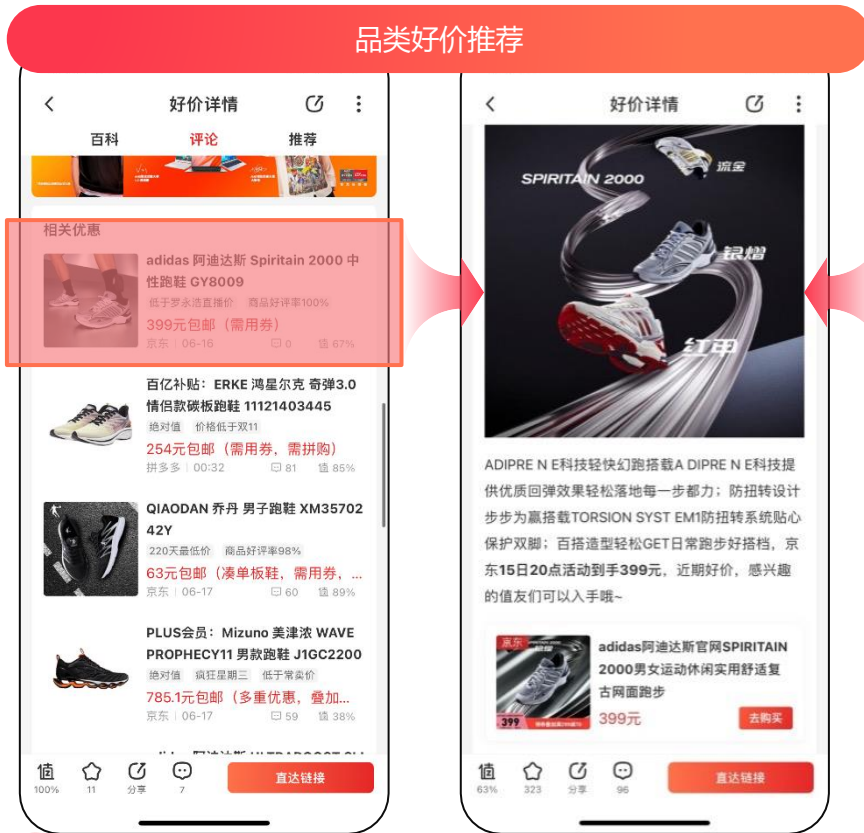 品类好价推荐
好价详情
百科
评论
推荐
相关优惠
adidas 阿迪达斯 Spiritain 2000 中
性跑鞋 GY8009
低于罗永浩直播价 商品好评率100%
399元包邮（需用券）
京东 | 06-16 0 值 67%
百亿补贴：ERKE 鸿星尔克 奇弹3.0
情侣款碳板跑鞋 11121403445
绝对值 价格低于双11
254元包邮（需用券，需拼购）
拼多多 | 00:32 81 值 85%
QIAODAN 乔丹 男子跑鞋 XM35702
42Y
220天最低价 商品好评率98%
63元包邮（凑单板鞋，需用券，...
京东 | 06-17 60 值 89%
PLUS会员：Mizuno 美津浓 WAVE
PROPHECY11 男款跑鞋 J1GC2200
绝对值 疯狂星期三 低于常卖价
785.1元包邮（多重优惠，叠加...
京东 | 06-17 59 值 38%
值
100%
11
分享
7
直达链接
好价详情
SPIRITAIN 2000
流金
银熠
红甲
ADIPRE N E科技轻快幻跑搭载A DIPRE N E科技提
供优质回弹效果轻松落地每一步都力；防扭转设计
步步为赢搭载TORSION SYST EM1防扭转系统贴心
保护双脚；百搭造型轻松GET日常跑步好搭档，京
东15日20点活动到手399元，近期好价，感兴趣
的值友们可以入手哦~
京东
399
adidas阿迪达斯官网SPIRITAIN
2000男女运动休闲实用舒适复
古网面跑步
399元
去购买
值
63%
323
分享
96
直达链接